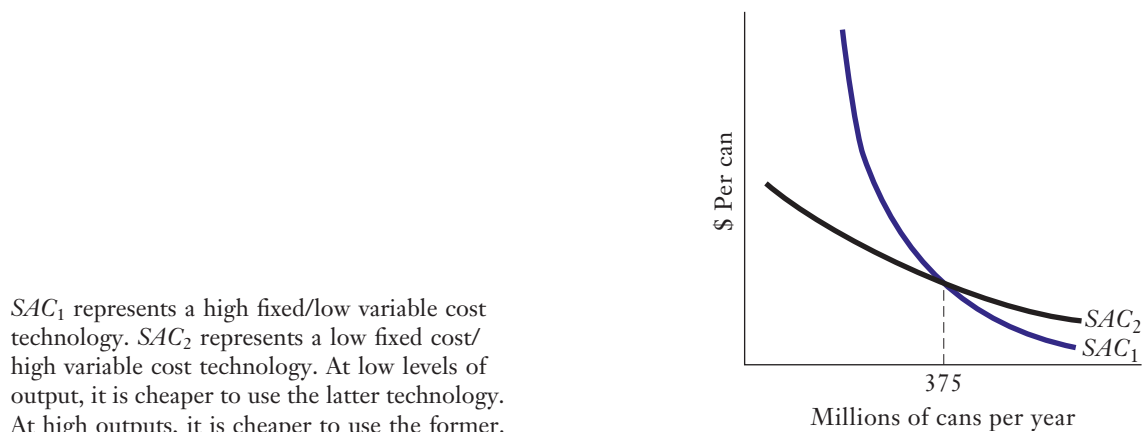 $ Per can
SAC2
SAC1
375
Millions of cans per year
SAC1 represents a high fixed/low variable cost
technology. SAC2 represents a low fixed cost/
high variable cost technology. At low levels of
output, it is cheaper to use the latter technology.
At high outputs, it is cheaper to use the former.